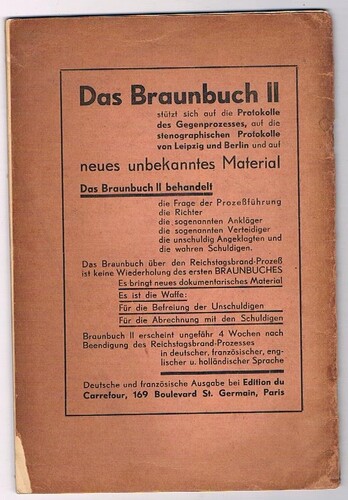 Das Braunbuch II
stützt sich auf die Protokolle
des Gegenprozesses, auf die
stenographischen Protokolle
von Leipzig und Berlin und auf
neues unbekanntes Material
Das Braunbuch II behandelt
die Frage der Prozeßführung
die Richter
die sogenannten Ankläger
die sogenannten Verteidiger
die unschuldig Angeklagten und
die wahren Schuldigen.
Das Braunbuch über den Reichstagsbrand-Prozeß
ist keine Wiederholung des ersten BRAUNBUCHES
Es bringt neues dokumentarisches Material
Es ist die Waffe:
Für die Befreiung der Unschuldigen
Für die Abrechnung mit den Schuldigen
Braunbuch II erscheint ungefähr 4 Wochen nach
Beendigung des Reichstagsbrand-Prozesses
in deutscher, französischer, eng-
lischer u. holländischer Sprache
Deutsche und französische Ausgabe bei Edition du
Carrefour, 169 Boulevard St. Germain, Paris